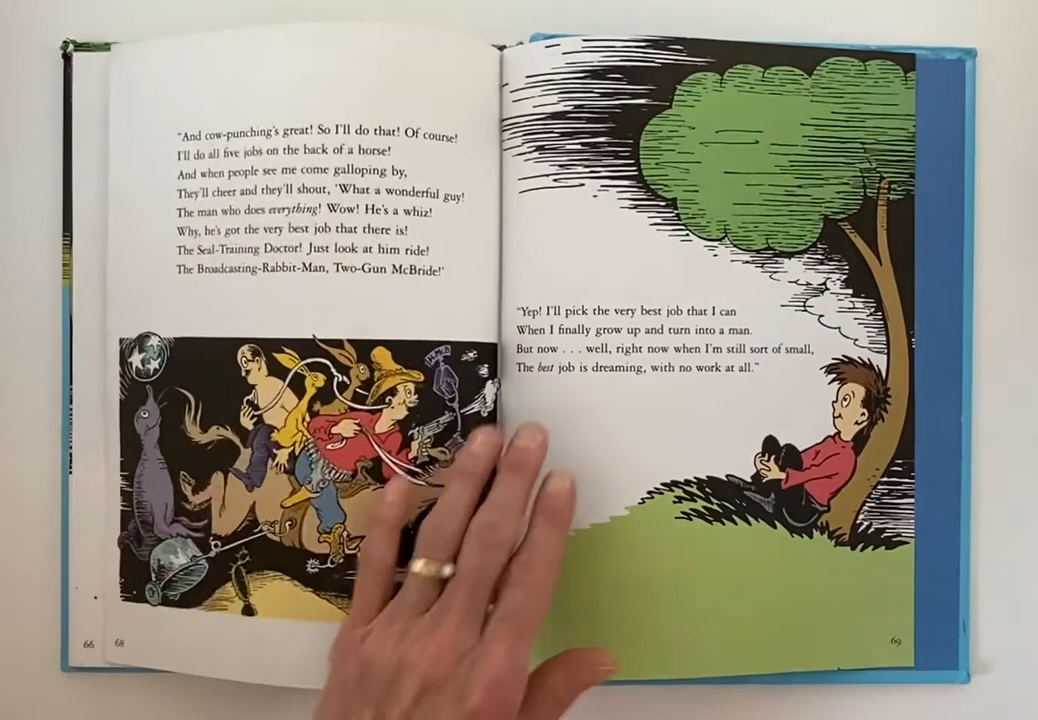 "And cow-punching's great! So I'll do that! Of course!
I'll do all five jobs on the back of a horse!
And when people see me come galloping by,
They'll cheer and they'll shout, 'What a wonderful guy!
The man who does everything! Wow! He's a whiz!
Why, he's got the very best job that there is!
The Seal-Training Doctor! Just look at him ride!
The Broadcasting-Rabbit-Man, Two-Gun McBride!'
66
68
"Yep! I'll pick the very best job that I can
When I finally grow up and turn into a man.
But now . . . well, right now when I'm still sort of small,
The best job is dreaming, with no work at all."
69